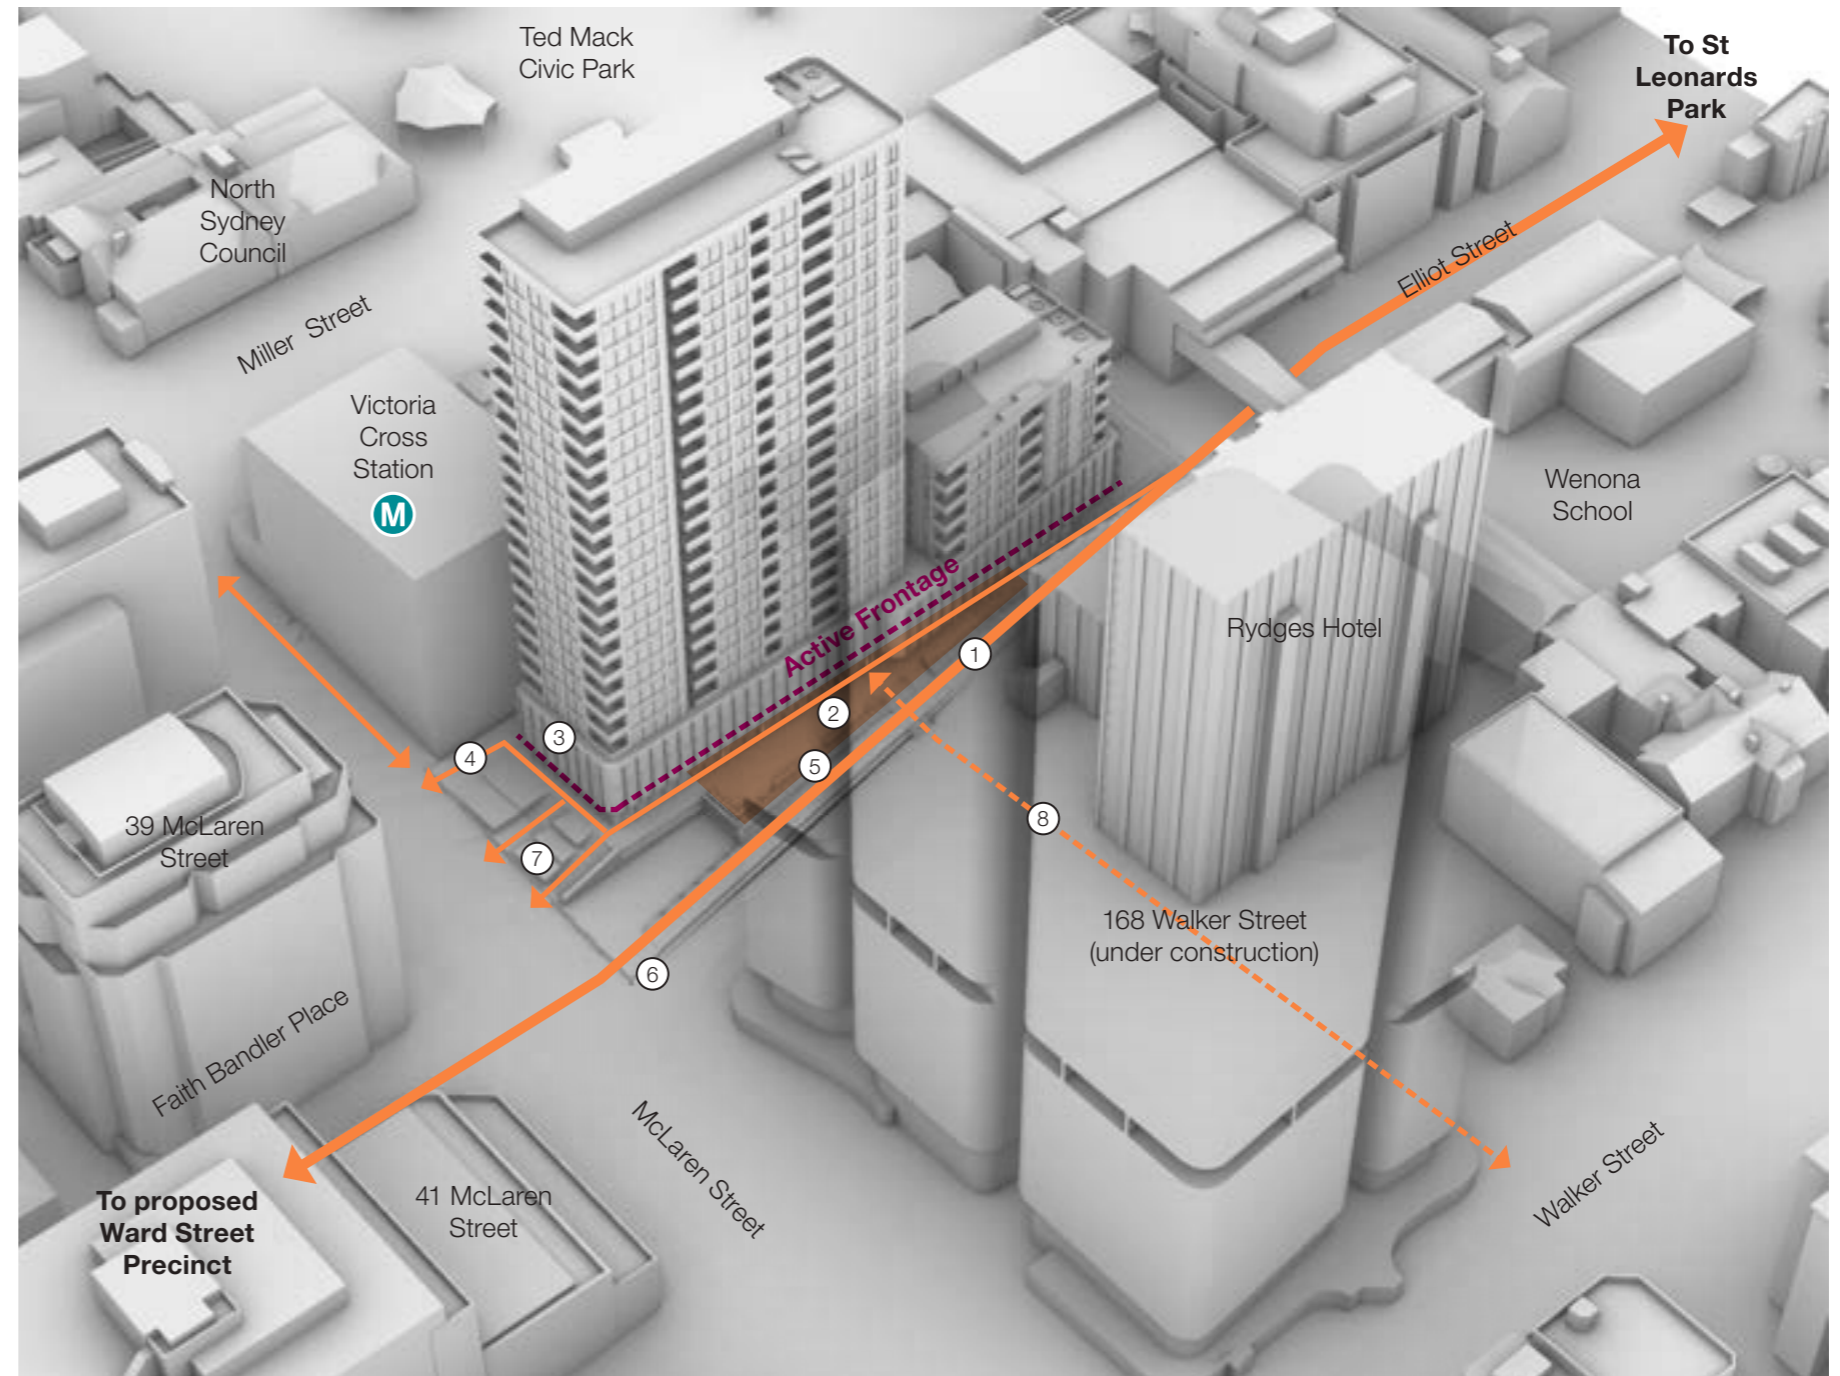 Ted Mack
Civic Park
To St
Leonards
Park
North
Sydney
Council
Elliot Street
Miller Street
Victoria
Cross
Station
M
Wenona
School
Active Frontage
Rydges Hotel
1
2
3
4
5
8
39 McLaren
Street
7
168 Walker Street
(under construction)
6
Faith Bandler Place
McLaren Street
Walker Street
41 McLaren
Street
To proposed
Ward Street
Precinct